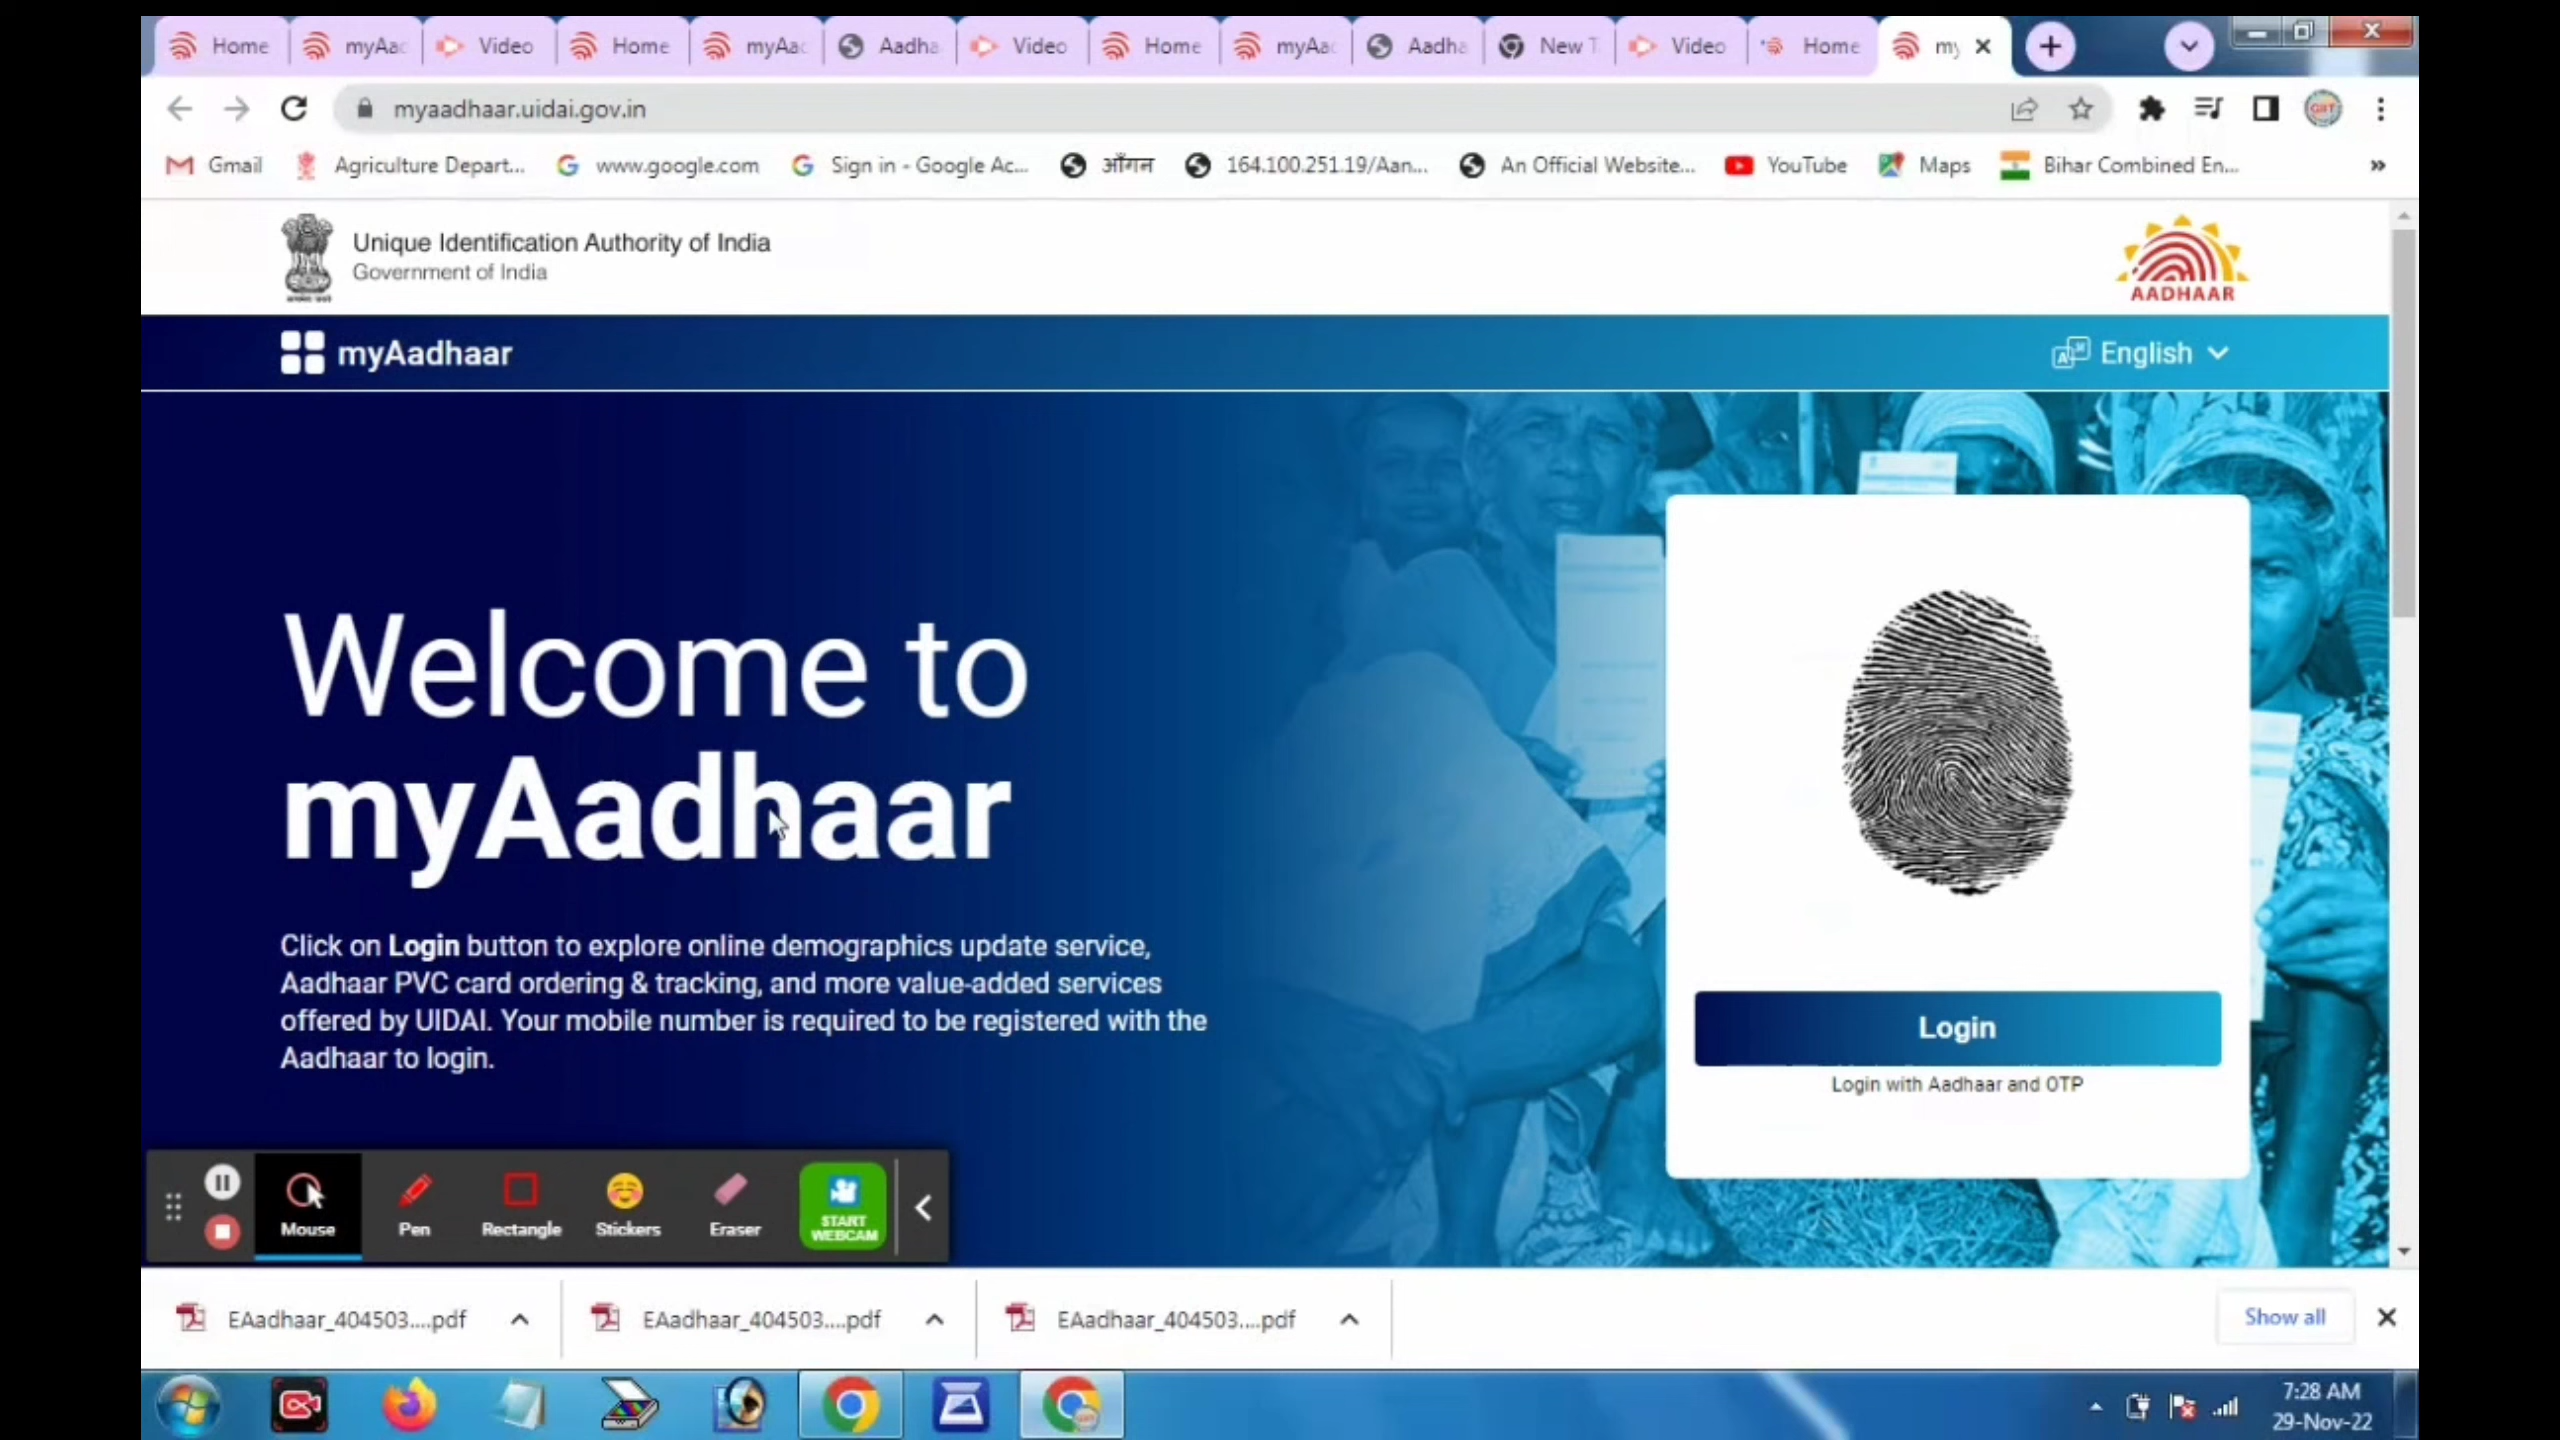 Home
myAac
Video
Home
myAac
Aadha
Video
Home
myAac
Aadha
New T
Video
Home
my
myaadhaar.uidai.gov.in
Gmail
Agriculture Depart...
www.google.com
Sign in - Google Ac...
आँगन
164.100.251.19/Aan...
An Official Website...
YouTube
Maps
Bihar Combined En...
Unique Identification Authority of India
Government of India
AADHAAR
myAadhaar
English
Welcome to
myAadhaar
Click on Login button to explore online demographics update service,
Aadhaar PVC card ordering & tracking, and more value-added services
offered by UIDAI. Your mobile number is required to be registered with the
Aadhaar to login.
Login
Login with Aadhaar and OTP
Mouse
Pen
Rectangle
Stickers
Eraser
START
WEBCAM
EAadhaar_404503....pdf
EAadhaar_404503....pdf
EAadhaar_404503....pdf
Show all
7:28 AM
29-Nov-22